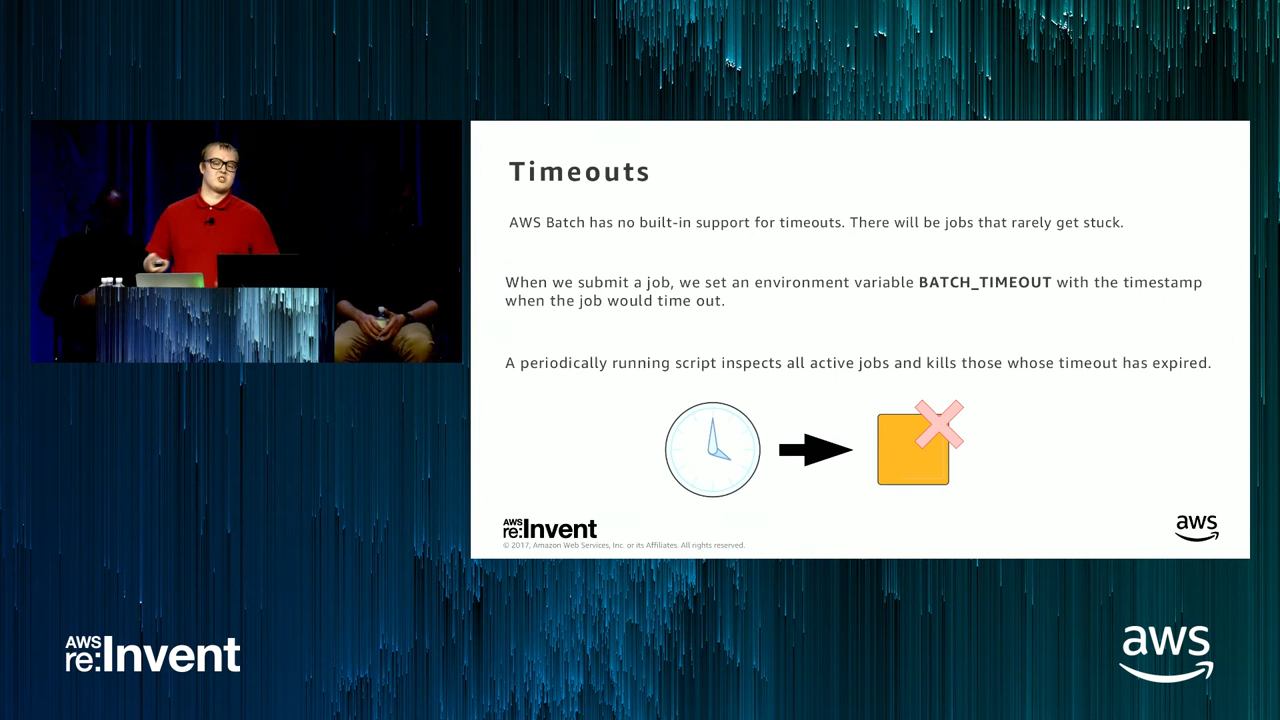 Timeouts
AWS Batch has no built-in support for timeouts. There will be jobs that rarely get stuck.
When we submit a job, we set an environment variable BATCH_TIMEOUT with the timestamp
when the job would time out.
A periodically running script inspects all active jobs and kills those whose timeout has expired.
AWS
re:Invent
© 2017, Amazon Web Services, Inc. or its Affiliates. All rights reserved.
aws
AWS
re:Invent
aws